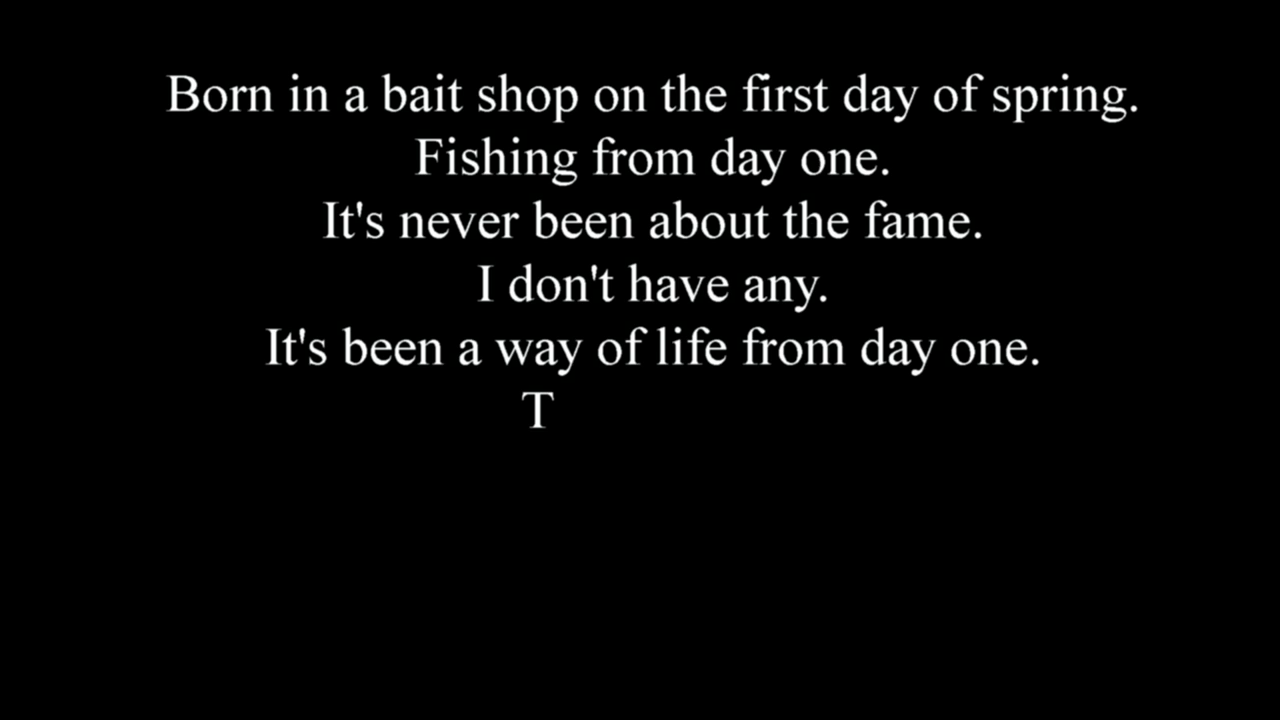 Born in a bait shop on the first day of spring.
Fishing from day one.
It's never been about the fame.
I don't have any.
It's been a way of life from day one.
T